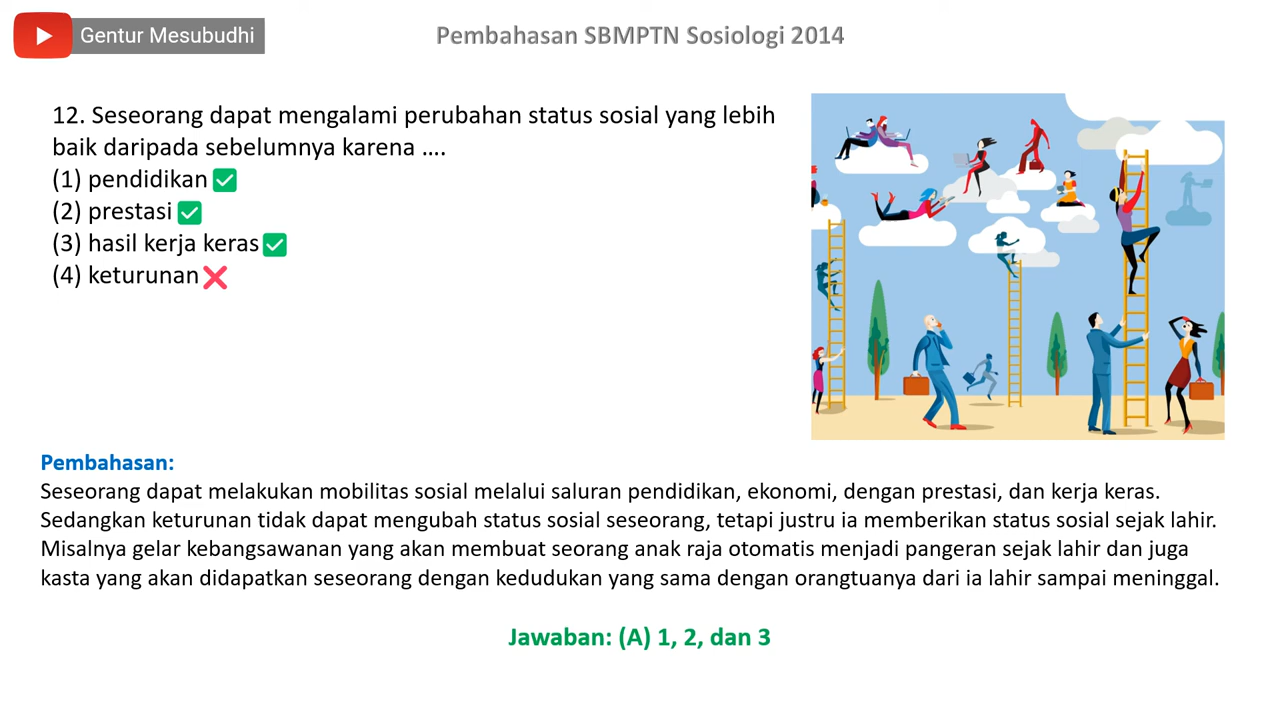 Gentur Mesubudhi
Pembahasan SBMPTN Sosiologi 2014
12. Seseorang dapat mengalami perubahan status sosial yang lebih
baik daripada sebelumnya karena ....
(1) pendidikan ✅
(2) prestasi ✅
(3) hasil kerja keras ✅
(4) keturunan ❌
Pembahasan:
Seseorang dapat melakukan mobilitas sosial melalui saluran pendidikan, ekonomi, dengan prestasi, dan kerja keras.
Sedangkan keturunan tidak dapat mengubah status sosial seseorang, tetapi justru ia memberikan status sosial sejak lahir.
Misalnya gelar kebangsawanan yang akan membuat seorang anak raja otomatis menjadi pangeran sejak lahir dan juga
kasta yang akan didapatkan seseorang dengan kedudukan yang sama dengan orangtuanya dari ia lahir sampai meninggal.
Jawaban: (A) 1, 2, dan 3